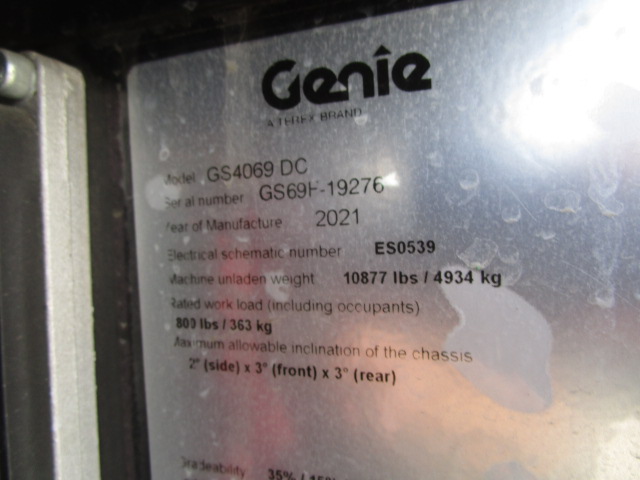 Genie
A TEREX BRAND
Model GS4069 DC
Serial number GS69H-19276
Year of Manufacture 2021
Electrical schematic number ES0539
Machine unladen weight 10877 lbs / 4934 kg
Rated work load (including occupants)
800 lbs / 363 kg
Maximum allowable inclination of the chassis
2° (side) x 3° (front) x 3° (rear)
Gradeability 35% /